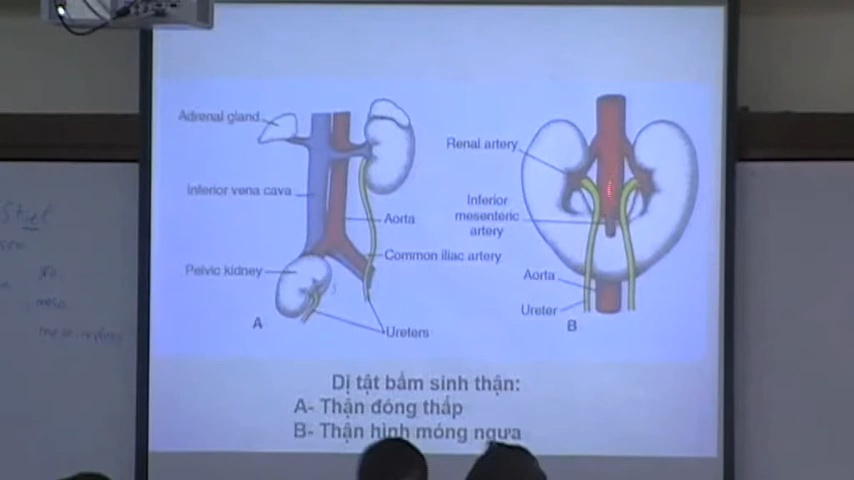 Adrenal gland
Inferior vena cava
Aorta
Common iliac artery
Pelvic kidney
Ureters
A
Renal artery
Inferior
mesenteric
artery
Aorta
Ureter
B
Dị tật bẩm sinh thận:
A- Thận đóng thấp
B- Thận hình móng ngựa